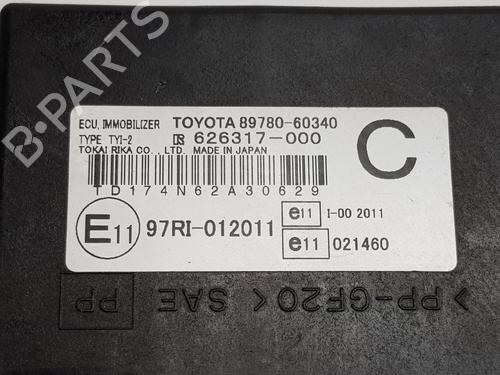 ECU, IMMOBILIZER TOYOTA 89780-60340
TYPE TYI-2 626317-000
TOKAI RIKA CO., LTD. MADE IN JAPAN
C
TD174N62A30629
E11 97RI-012011
e11 I-00 2011
e11 021460
>PP-GF20< SAE PP
B-PARTS